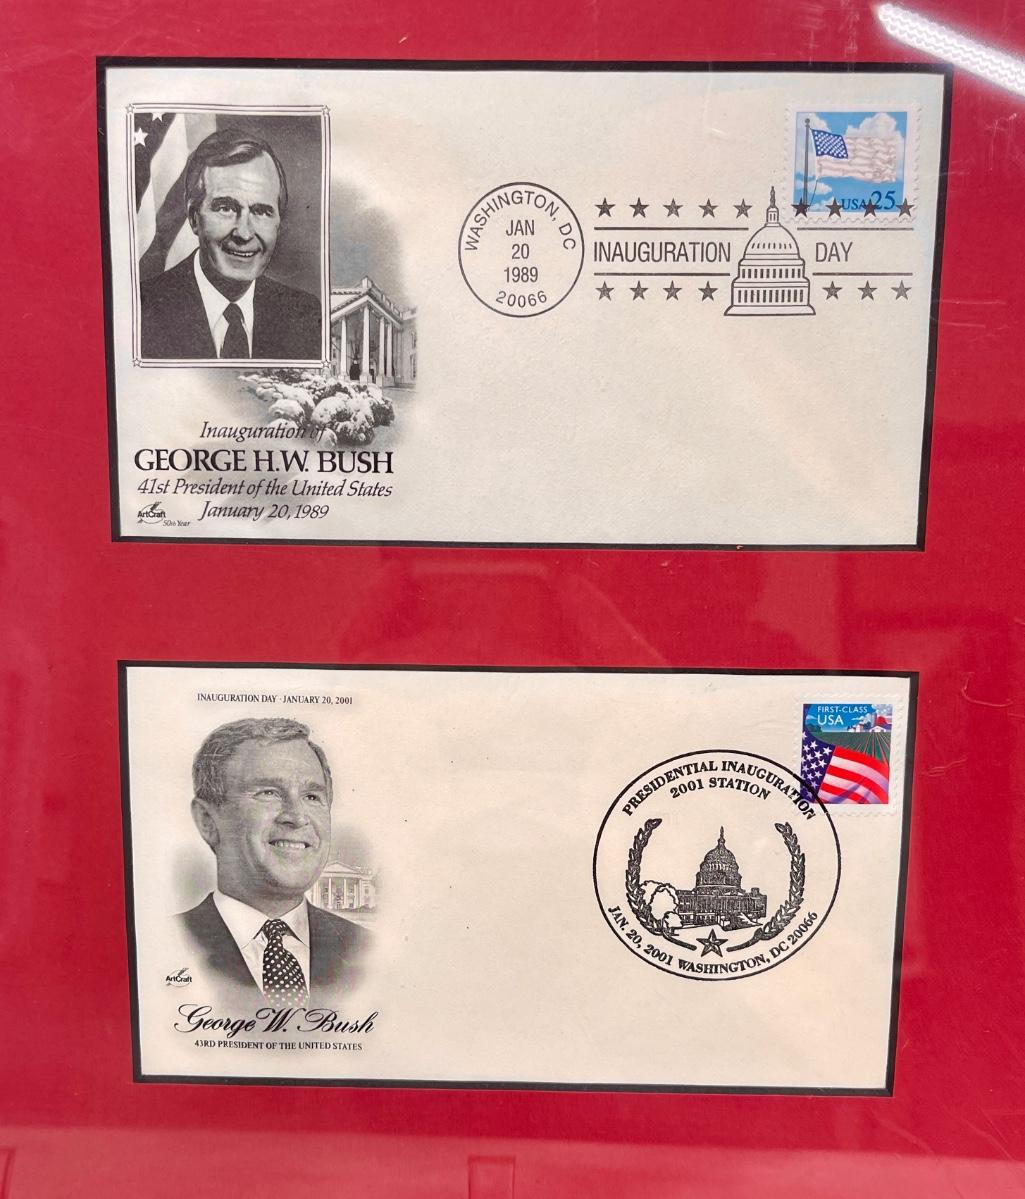 WASHINGTON, DC
JAN
20
1989
20066
INAUGURATION DAY
USA 25
Inauguration of
GEORGE H.W. BUSH
41st President of the United States
January 20, 1989
ArtCraft
50th Year
INAUGURATION DAY · JANUARY 20, 2001
FIRST-CLASS
USA
PRESIDENTIAL INAUGURATION
2001 STATION
JAN. 20, 2001 WASHINGTON, DC 20066
ArtCraft
George W. Bush
43RD PRESIDENT OF THE UNITED STATES